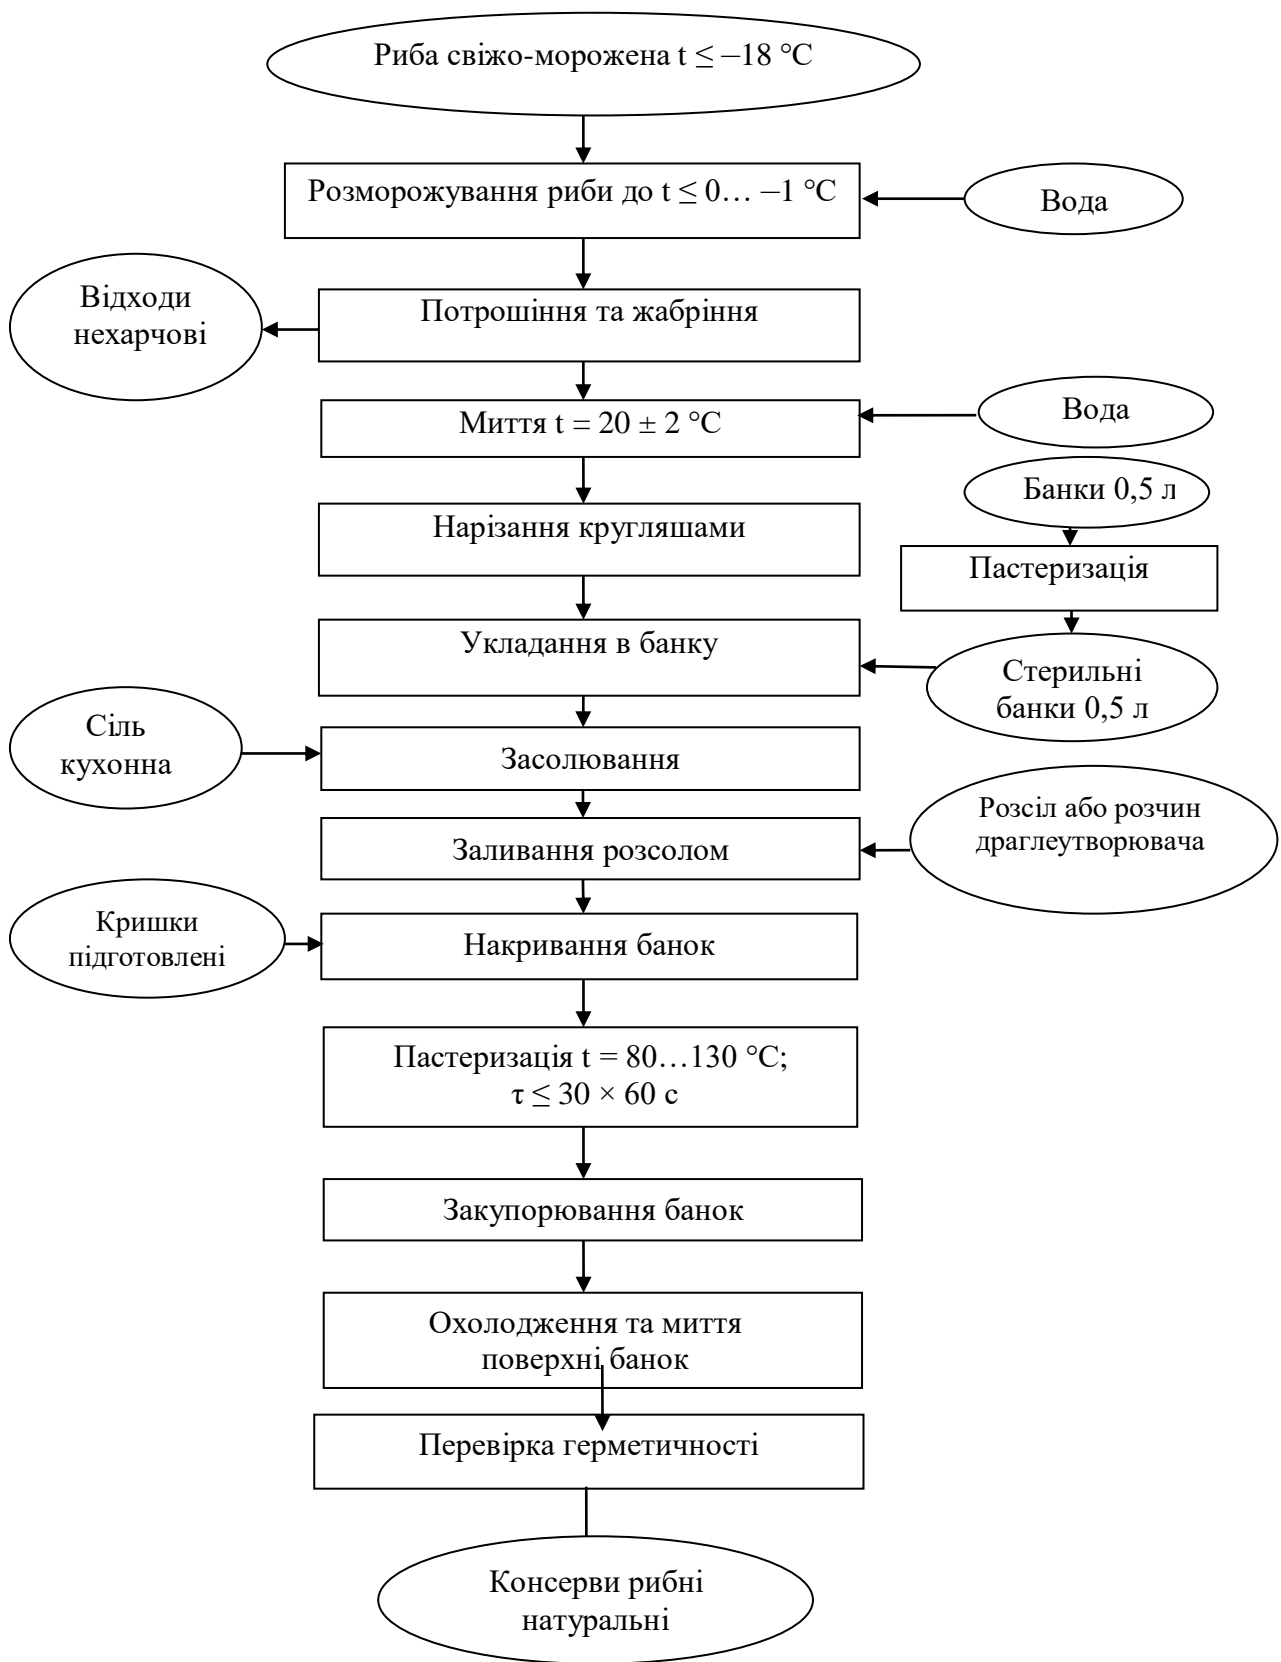 Риба свіжо-морожена t ≤ –18 °C
Розморожування риби до t ≤ 0… –1 °C
Вода
Відходи
нехарчові
Потрошіння та жабріння
Миття t = 20 ± 2 °C
Вода
Банки 0,5 л
Нарізання кругляшами
Пастеризація
Укладання в банку
Стерильні
банки 0,5 л
Сіль
кухонна
Засолювання
Розсіл або розчин
драглеутворювача
Заливання розсолом
Кришки
підготовлені
Накривання банок
Пастеризація t = 80…130 °C;
τ ≤ 30 × 60 с
Закупорювання банок
Охолодження та миття
поверхні банок
Перевірка герметичності
Консерви рибні
натуральні